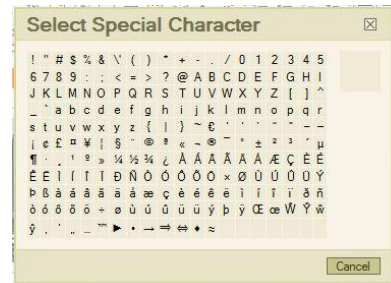 Select Special Character
! " # $ % & \' ( ) * + - . / 0 1 2 3 4 5
6 7 8 9 : ; < = > ? @ A B C D E F G H I
J K L M N O P Q R S T U V W X Y Z [ ] ^
_ ` a b c d e f g h i j k l m n o p q r
s t u v w x y z { | } ~ €
¡ ¢ £ ¤ ¥ ¦ § ¨ © ª « ¬ ® ¯ ° ± ² ³ ´ µ
¶ · ¸ ¹ º » ¼ ½ ¾ ¿ À Á Â Ã Ä Å Æ Ç È É
Ê Ë Ì Í Î Ï Ð Ñ Ò Ó Ô Õ Ö × Ø Ù Ú Û Ü Ý
Þ ß à á â ã ä å æ ç è é ê ë ì í î ï ð ñ
ò ó ô õ ö ÷ ø ù ú û ü ý þ ÿ Œ œ Ŵ Ŷ ŵ
ŷ ™ ► • → ⇒ ⇔ ♦ ≈
Cancel